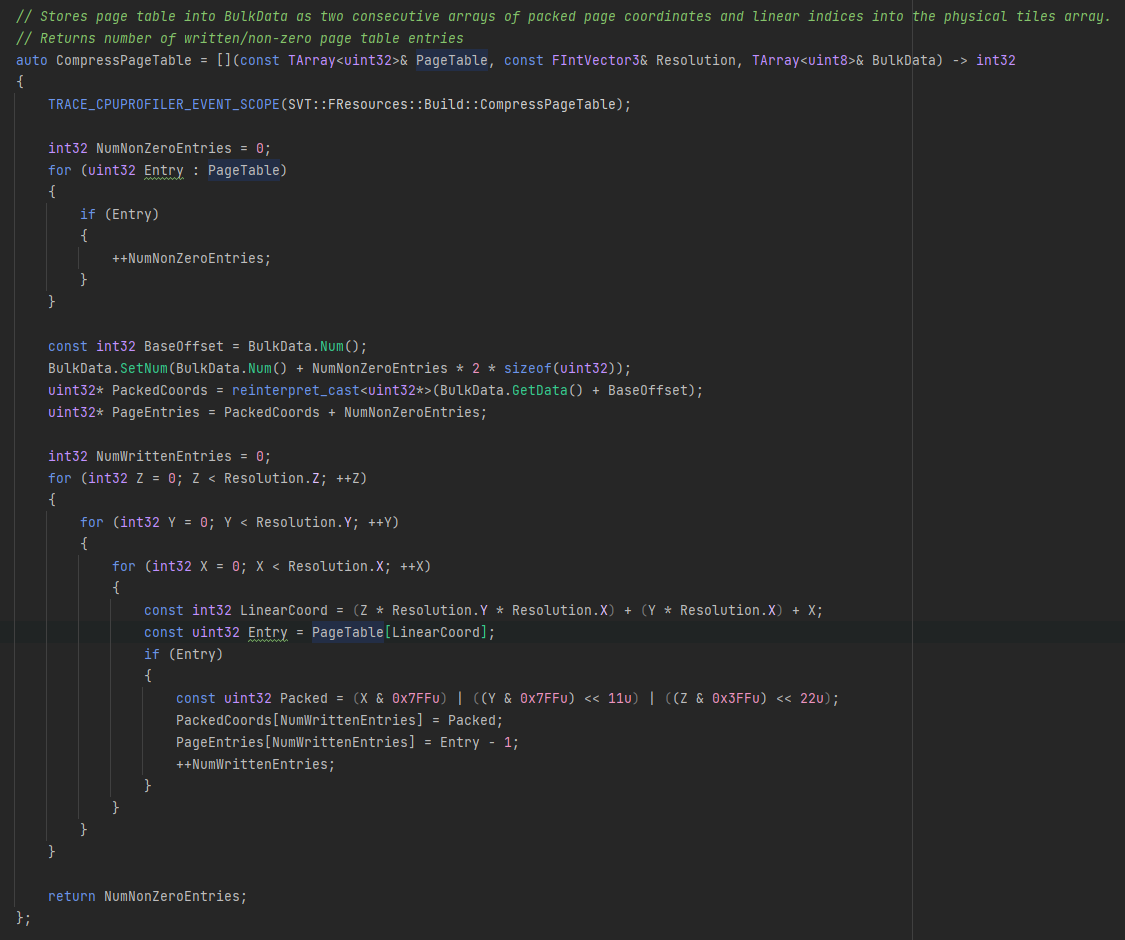 // Stores page table into BulkData as two consecutive arrays of packed page coordinates and linear indices into the physical tiles array.
// Returns number of written/non-zero page table entries
auto CompressPageTable = [](const TArray<uint32>& PageTable, const FIntVector3& Resolution, TArray<uint8>& BulkData) -> int32
{
    TRACE_CPUPROFILER_EVENT_SCOPE(SVT::FResources::Build::CompressPageTable);

    int32 NumNonZeroEntries = 0;
    for (uint32 Entry : PageTable)
    {
        if (Entry)
        {
            ++NumNonZeroEntries;
        }
    }

    const int32 BaseOffset = BulkData.Num();
    BulkData.SetNum(BulkData.Num() + NumNonZeroEntries * 2 * sizeof(uint32));
    uint32* PackedCoords = reinterpret_cast<uint32*>(BulkData.GetData() + BaseOffset);
    uint32* PageEntries = PackedCoords + NumNonZeroEntries;

    int32 NumWrittenEntries = 0;
    for (int32 Z = 0; Z < Resolution.Z; ++Z)
    {
        for (int32 Y = 0; Y < Resolution.Y; ++Y)
        {
            for (int32 X = 0; X < Resolution.X; ++X)
            {
                const int32 LinearCoord = (Z * Resolution.Y * Resolution.X) + (Y * Resolution.X) + X;
                const uint32 Entry = PageTable[LinearCoord];
                if (Entry)
                {
                    const uint32 Packed = (X & 0x7FFu) | ((Y & 0x7FFu) << 11u) | ((Z & 0x3FFu) << 22u);
                    PackedCoords[NumWrittenEntries] = Packed;
                    PageEntries[NumWrittenEntries] = Entry - 1;
                    ++NumWrittenEntries;
                }
            }
        }
    }

    return NumNonZeroEntries;
};